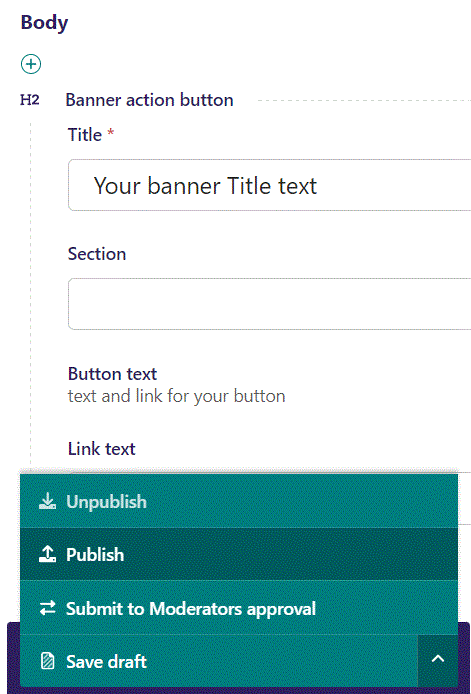 Body
H2 Banner action button
Title *
Your banner Title text
Section
Button text
text and link for your button
Link text
Unpublish
Publish
Submit to Moderators approval
Save draft